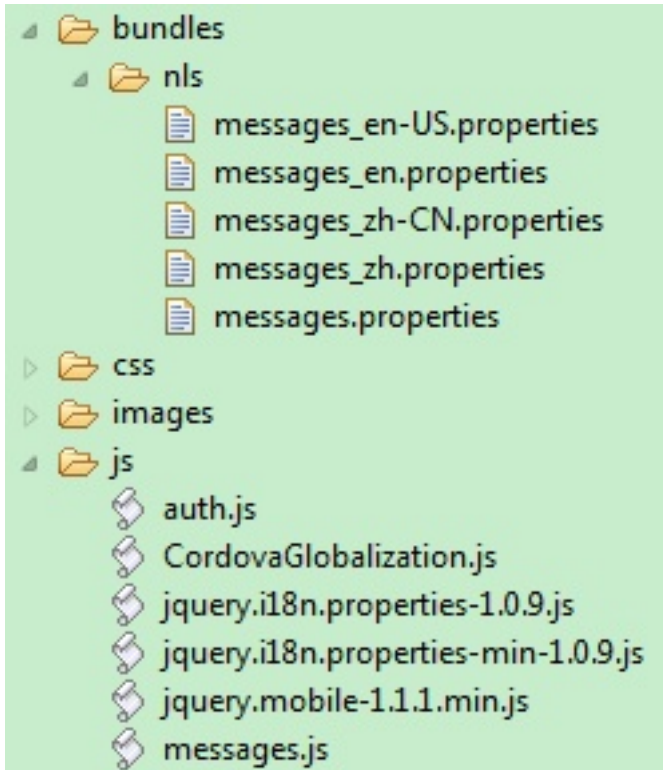 bundles
nls
messages_en-US.properties
messages_en.properties
messages_zh-CN.properties
messages_zh.properties
messages.properties
css
images
js
auth.js
CordovaGlobalization.js
jquery.i18n.properties-1.0.9.js
jquery.i18n.properties-min-1.0.9.js
jquery.mobile-1.1.1.min.js
messages.js